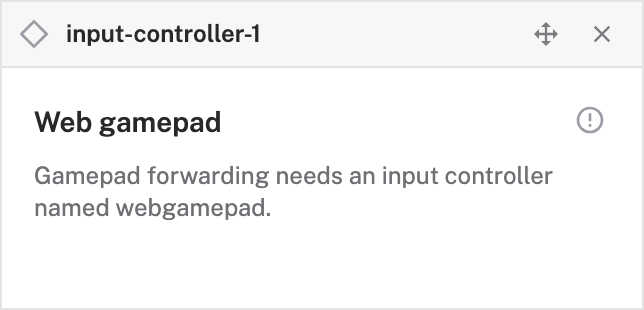 input-controller-1
Web gamepad
Gamepad forwarding needs an input controller
named webgamepad.